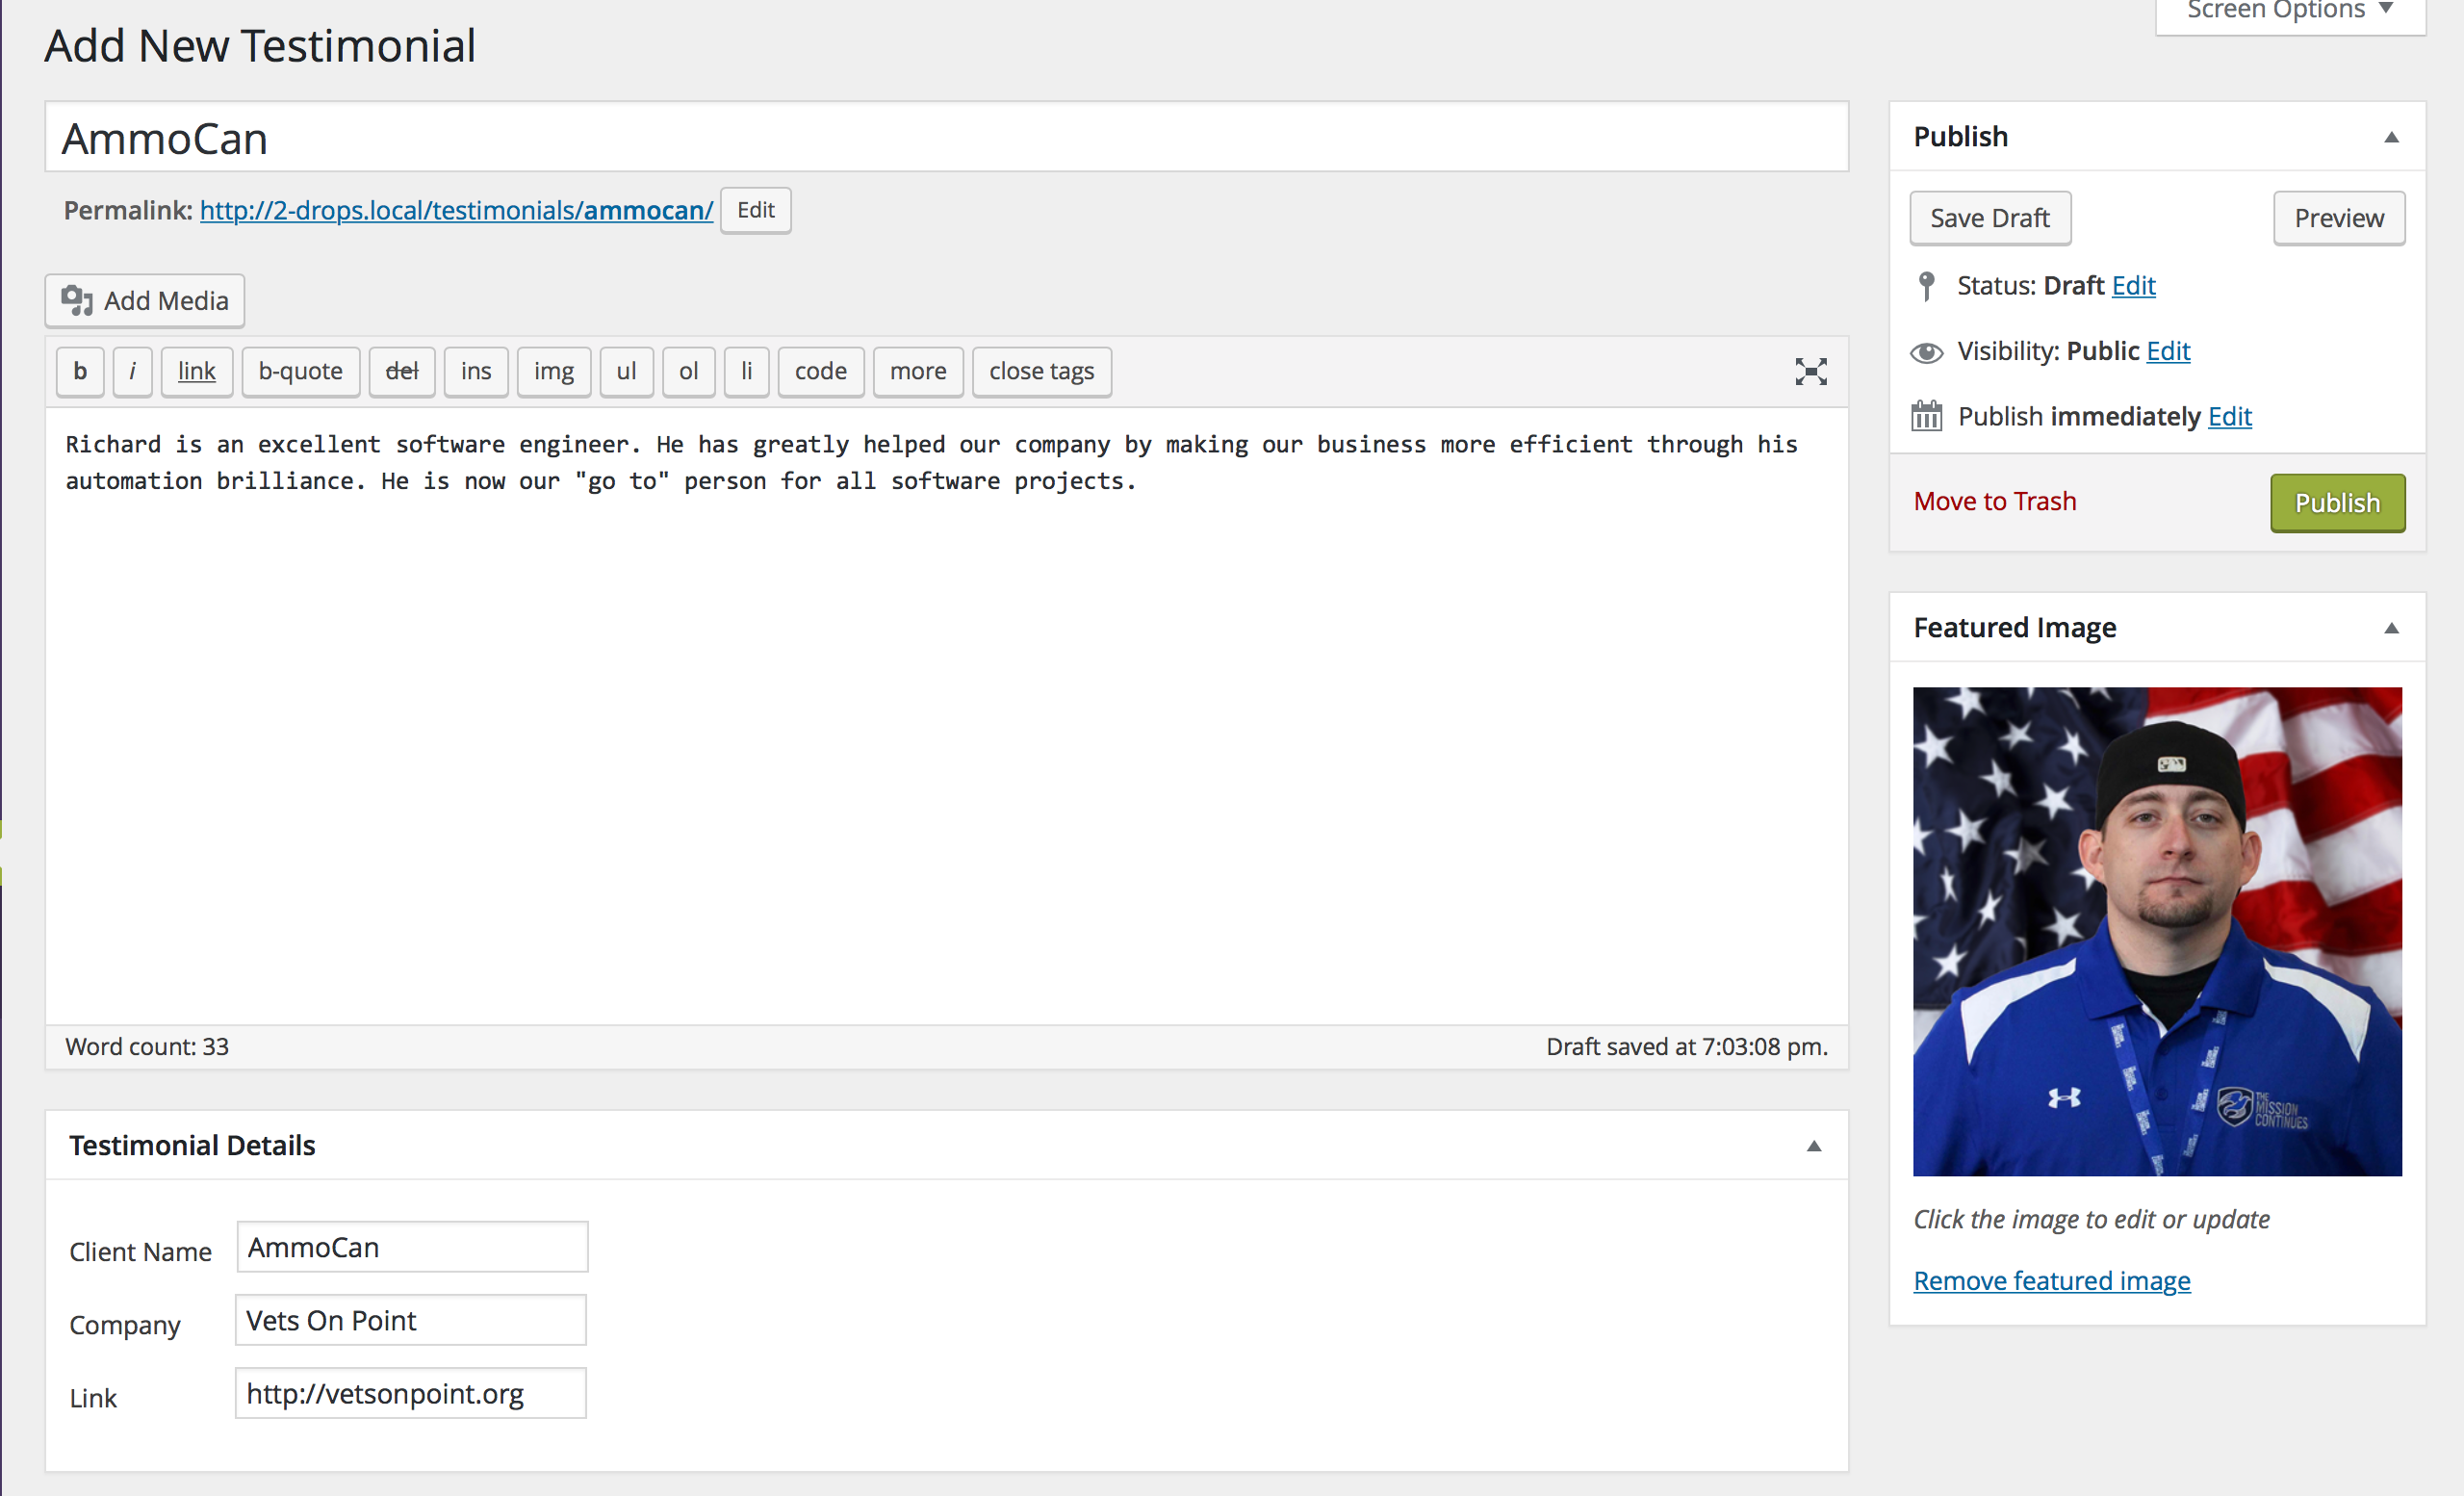 Screen Options
Add New Testimonial
AmmoCan
Permalink: http://2-drops.local/testimonials/ammocan/ Edit
Add Media
b i link b-quote del ins img ul ol li code more close tags
Richard is an excellent software engineer. He has greatly helped our company by making our business more efficient through his
automation brilliance. He is now our "go to" person for all software projects.
Word count: 33
Draft saved at 7:03:08 pm.
Testimonial Details
Client Name AmmoCan
Company Vets On Point
Link http://vetsonpoint.org
Publish
Save Draft
Preview
Status: Draft Edit
Visibility: Public Edit
Publish immediately Edit
Move to Trash
Publish
Featured Image
THE
MISSION
CONTINUES
Click the image to edit or update
Remove featured image